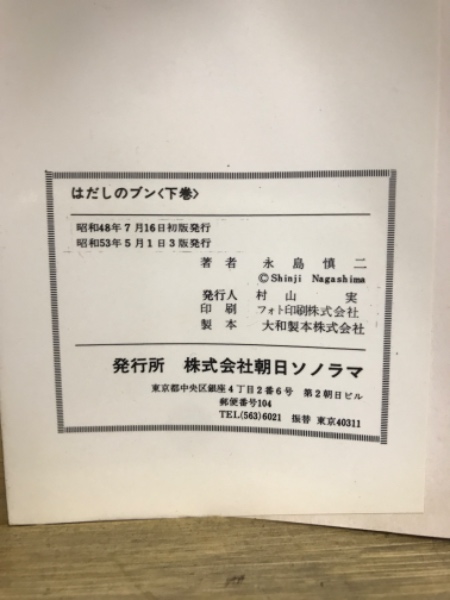 はだしのブン〈下巻〉
昭和48年7月16日初版発行
昭和53年5月1日3版発行
著者 永島慎二
©Shinji Nagashima
発行人 村山 実
印刷 フォト印刷株式会社
製本 大和製本株式会社
発行所 株式会社朝日ソノラマ
東京都中央区銀座4丁目2番6号 第2朝日ビル
郵便番号104
TEL(563)6021 振替 東京40311